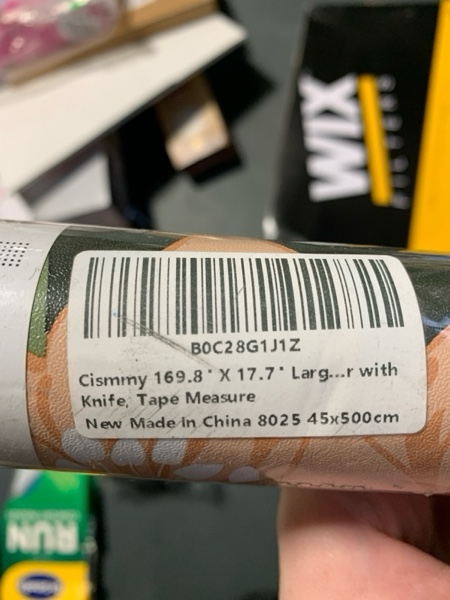 WIX
FILTERS
B0C28G1J1Z
Cismmy 169.8' X 17.7' Larg...r with
Knife, Tape Measure
New Made in China 8025 45x500cm
RUN